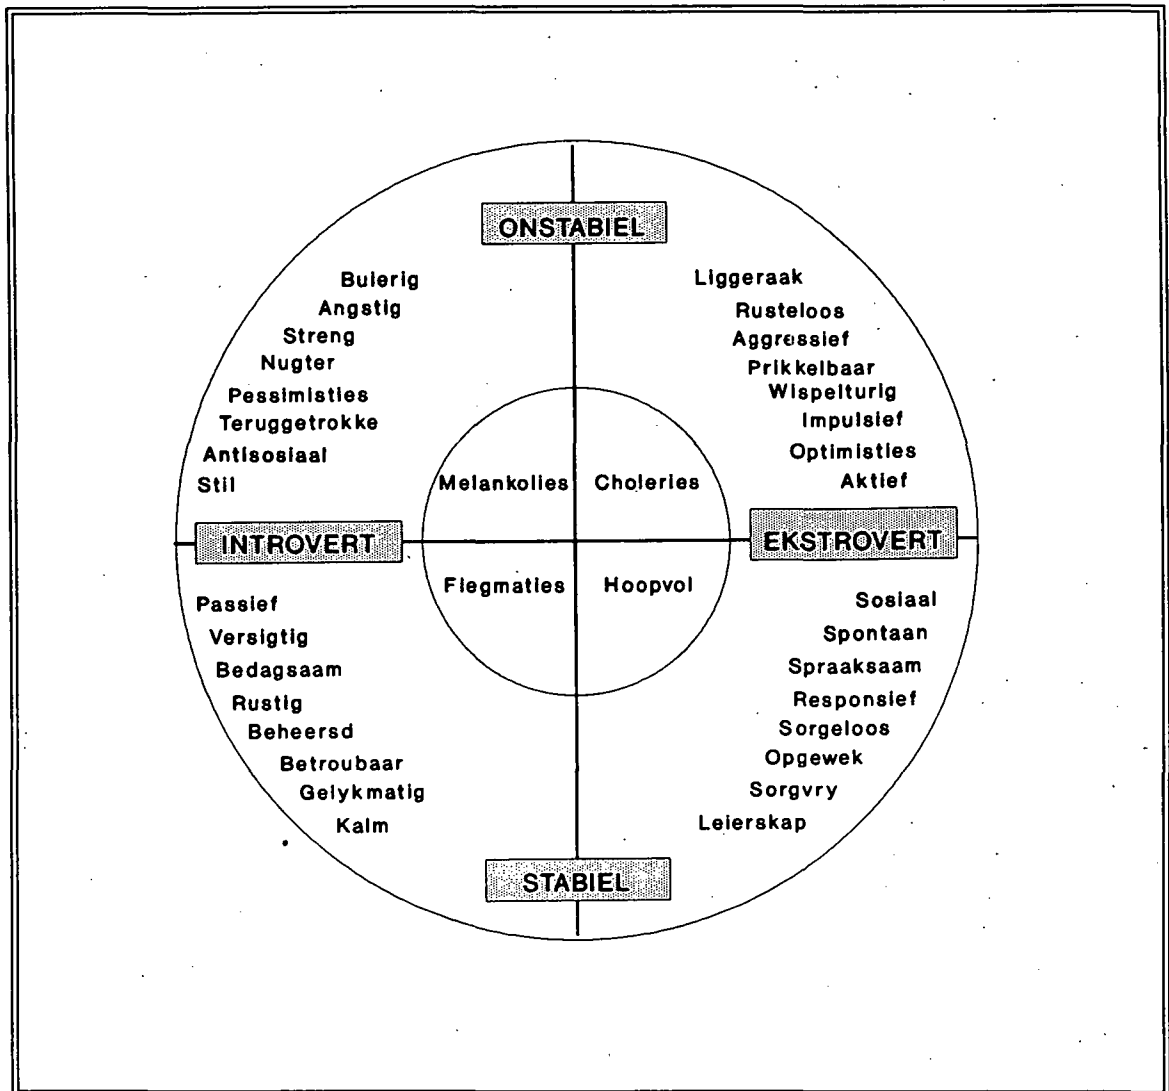 ONSTABIEL
Buierig
Angstig
Streng
Nugter
Pessimisties
Teruggetrokke
Antisosiaal
Stil
Liggeraak
Rusteloos
Aggressief
Prikkelbaar
Wispelturig
Impulsief
Optimisties
Aktief
Melankolies
Choleries
INTROVERT
EKSTROVERT
Flegmaties
Hoopvol
Passief
Versigtig
Bedagsaam
Rustig
Beheersd
Betroubaar
Gelykmatig
Kalm
Sosiaal
Spontaan
Spraaksaam
Responsief
Sorgeloos
Opgewek
Sorgvry
Leierskap
STABIEL